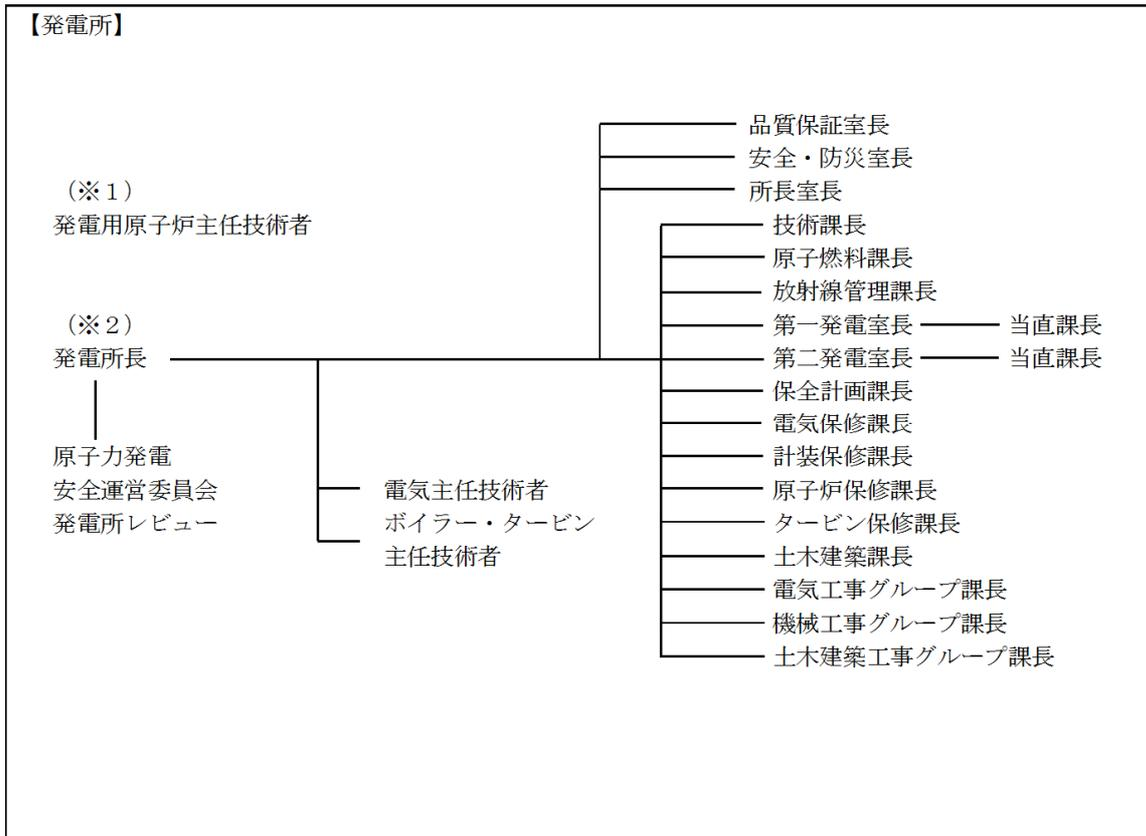 【発電所】
品質保証室長
安全・防災室長
(※1)
所長室長
発電用原子炉主任技術者
技術課長
原子燃料課長
放射線管理課長
(※2)
第一発電室長 当直課長
発電所長
第二発電室長 当直課長
保全計画課長
電気保修課長
原子力発電
計装保修課長
安全運営委員会
電気主任技術者
原子炉保修課長
発電所レビュー
ボイラー・タービン
タービン保修課長
主任技術者
土木建築課長
電気工事グループ課長
機械工事グループ課長
土木建築工事グループ課長